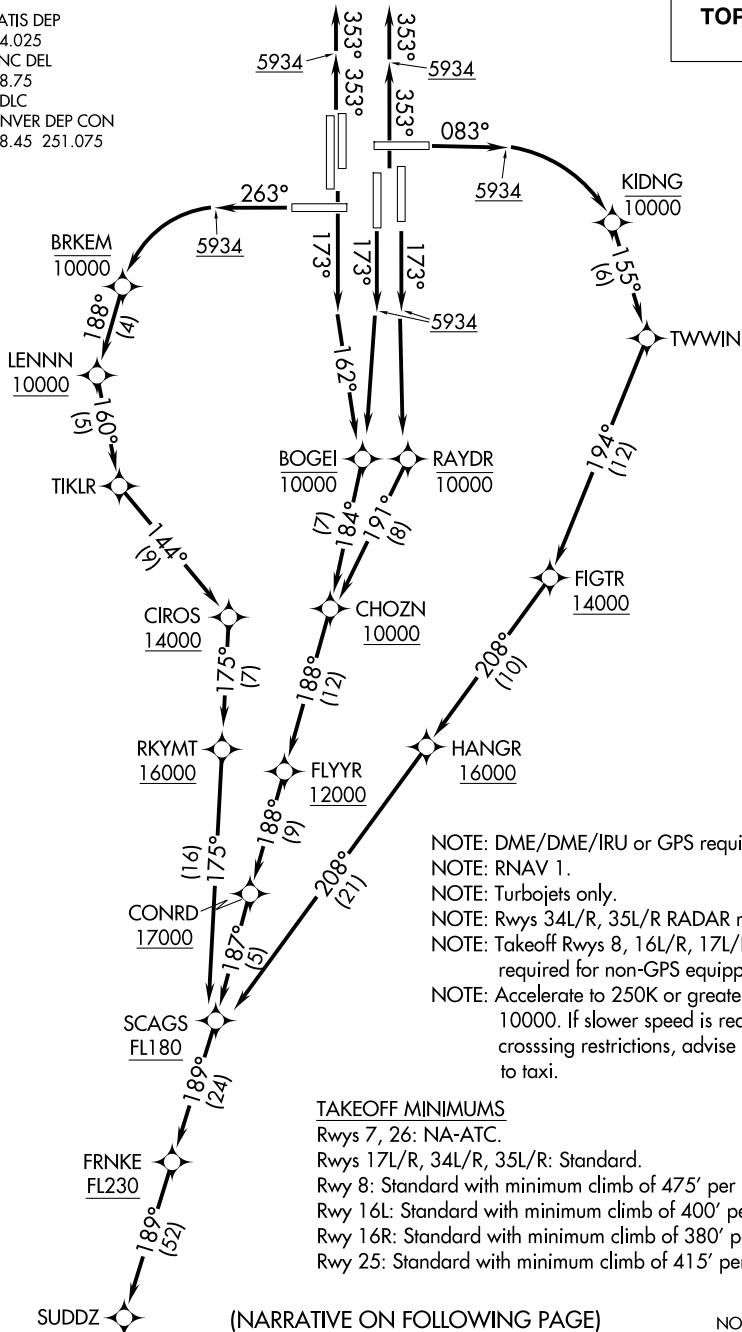 ATIS DEP
4.025
NC DEL
8.75
DLC
NVER DEP CON
8.45 251.075
TOP
353°
353°
5934
5934
353°
353°
083°
5934
KIDNG
10000
263°
5934
BRKEM
10000
173°
173°
173°
155°
(6)
188°
(4)
5934
TWWIN
LENNN
10000
162°
160°
(5)
194°
(12)
BOGEI
10000
RAYDR
10000
TIKLR
184°
(7)
191°
(8)
144°
(9)
FIGTR
14000
CIROS
14000
CHOZN
10000
175°
(7)
188°
(12)
208°
(10)
RKYMT
16000
HANGR
16000
FLYYR
12000
188°
(9)
175°
(16)
208°
(21)
CONRD
17000
187°
(5)
SCAGS
FL180
189°
(24)
FRNKE
FL230
189°
(52)
SUDDZ
NOTE: DME/DME/IRU or GPS requi
NOTE: RNAV 1.
NOTE: Turbojets only.
NOTE: Rwys 34L/R, 35L/R RADAR r
NOTE: Takeoff Rwys 8, 16L/R, 17L/
required for non-GPS equipp
NOTE: Accelerate to 250K or greate
10000. If slower speed is rec
crosssing restrictions, advise
to taxi.
TAKEOFF MINIMUMS
Rwys 7, 26: NA-ATC.
Rwys 17L/R, 34L/R, 35L/R: Standard.
Rwy 8: Standard with minimum climb of 475' per
Rwy 16L: Standard with minimum climb of 400' pe
Rwy 16R: Standard with minimum climb of 380' p
Rwy 25: Standard with minimum climb of 415' per
(NARRATIVE ON FOLLOWING PAGE)
NO